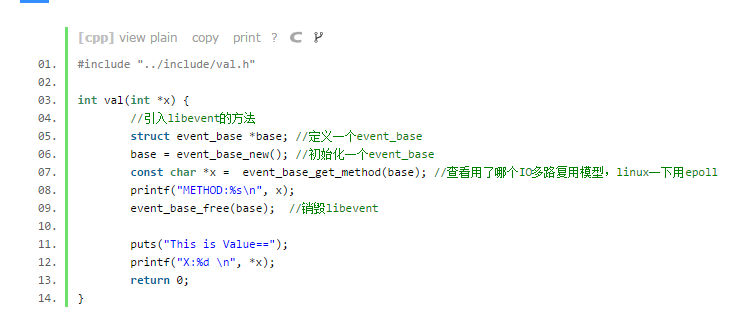 [cpp] view plain copy print ?
01. #include "../include/val.h"
02.
03. int val(int *x) {
04. //引入libevent的方法
05. struct event_base *base; //定义一个event_base
06. base = event_base_new(); //初始化一个event_base
07. const char *x =  event_base_get_method(base); //查看用了哪个IO多路复用模型，linux一下用epoll
08. printf("METHOD:%s\n", x);
09. event_base_free(base);  //销毁libevent
10.
11. puts("This is Value==");
12. printf("X:%d \n", *x);
13. return 0;
14. }